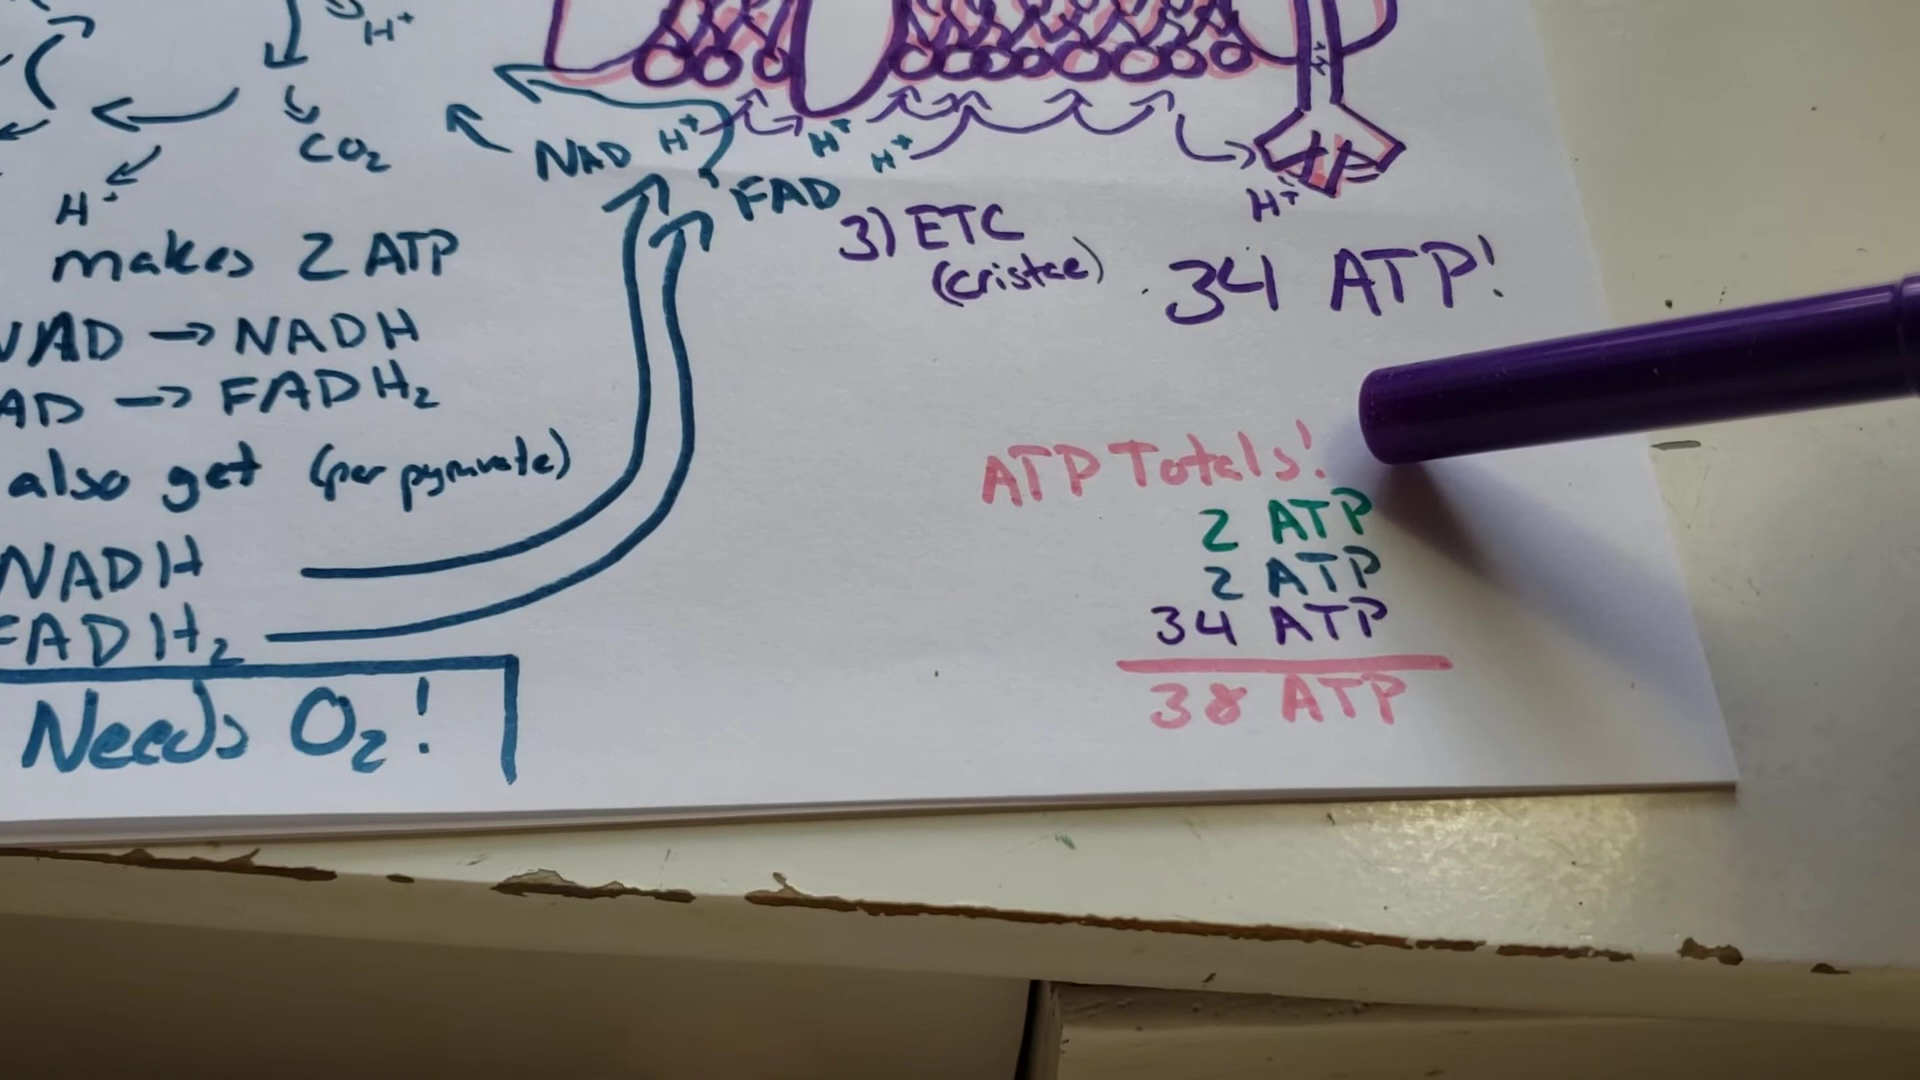 H⁺
CO₂
H⁺
makes 2 ATP
NAD → NADH
AD → FADH₂
also get (per pyruvate)
NADH
FADH₂
Needs O₂!
NAD
H⁺
FAD
H⁺
H⁺
H⁺
3) ETC
(cristae)
34 ATP!
ATP Totals!
2 ATP
2 ATP
34 ATP
38 ATP